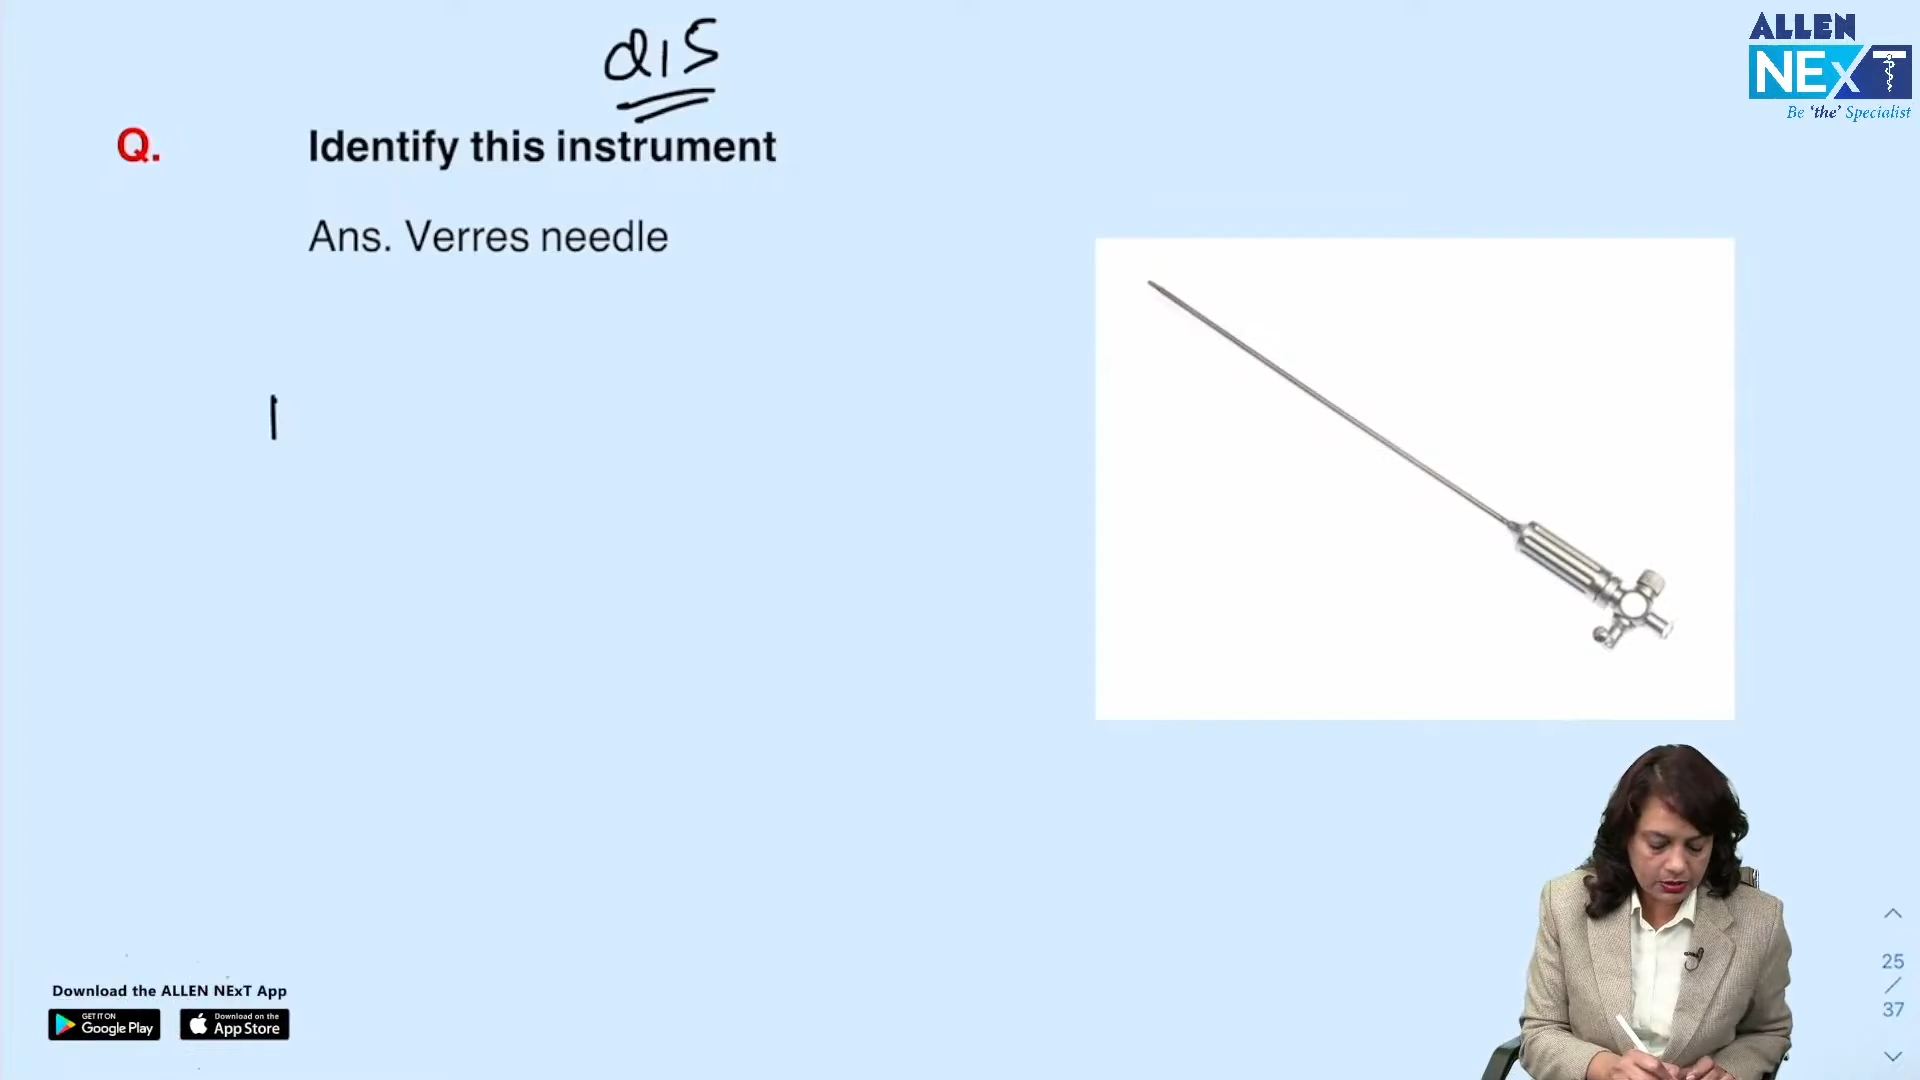 ALLEN
NExT
Be 'the' Specialist
Q. Identify this instrument
Ans. Verres needle
Download the ALLEN NExT App
GET IT ON
Google Play
Download on the
App Store
25
/
37